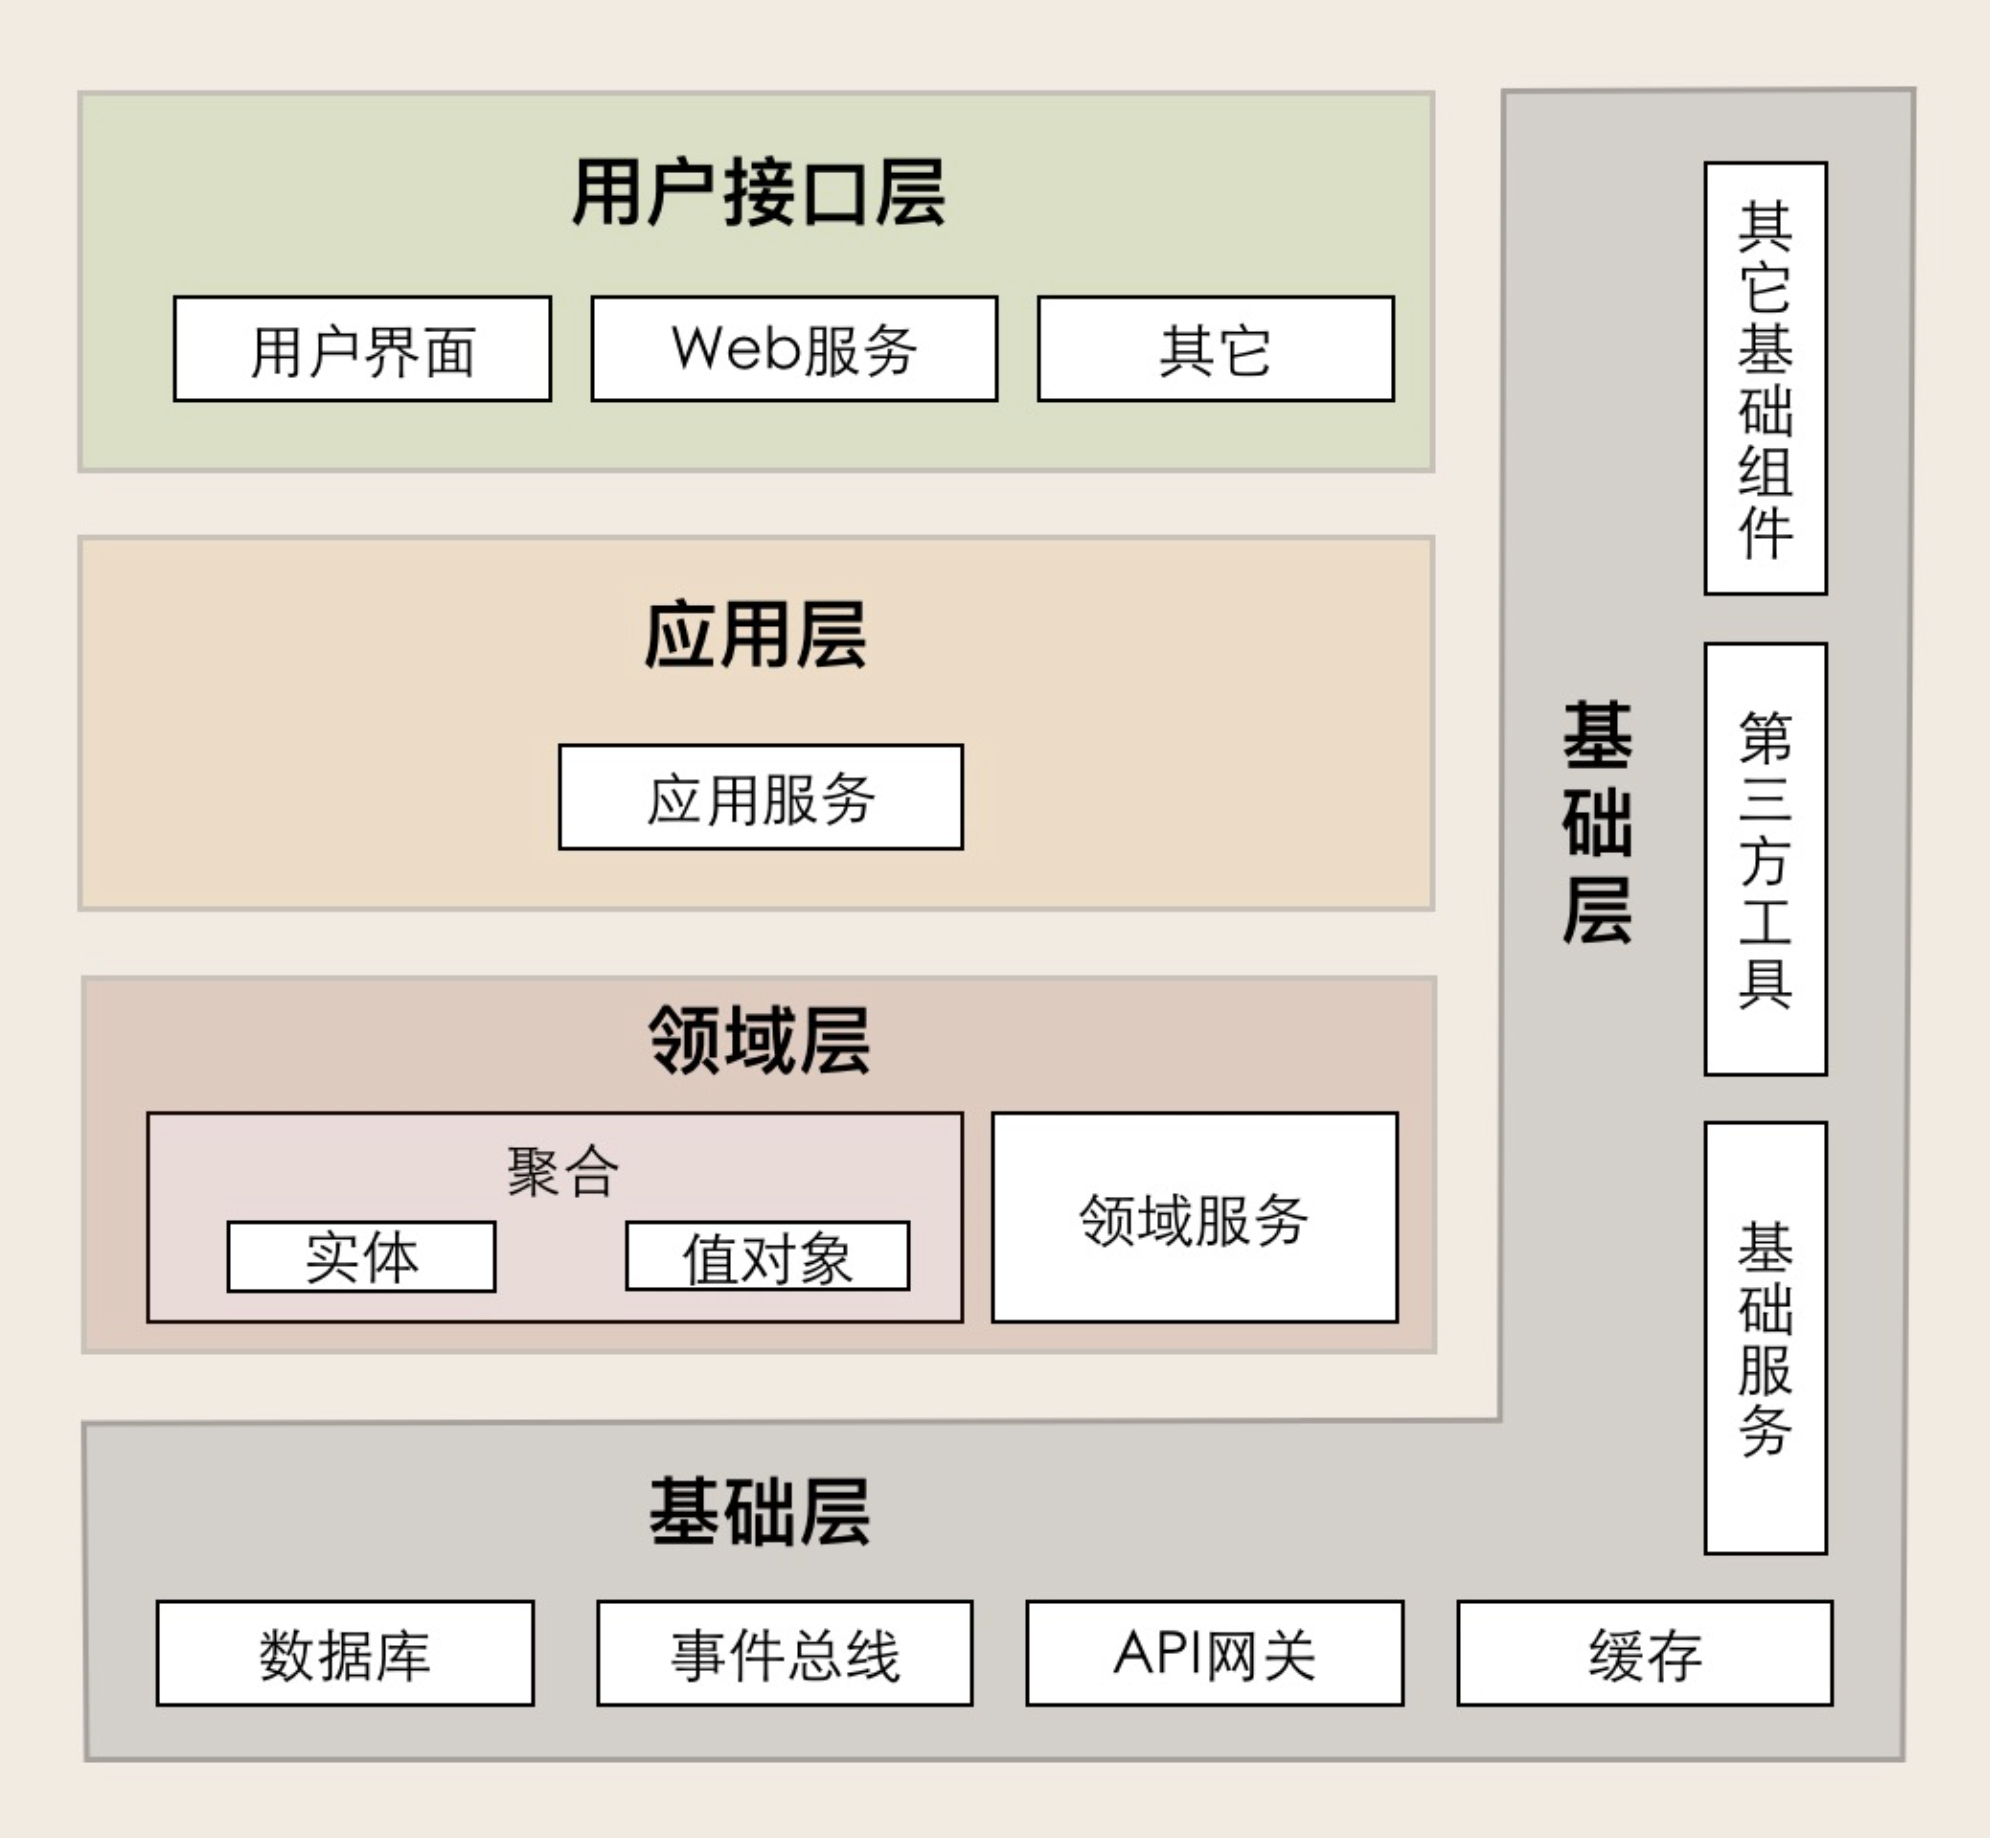 用户接口层
用户界面
Web服务
其它
应用层
应用服务
领域层
聚合
实体
值对象
领域服务
基础层
其它基础组件
第三方工具
基础服务
基础层
数据库
事件总线
API网关
缓存